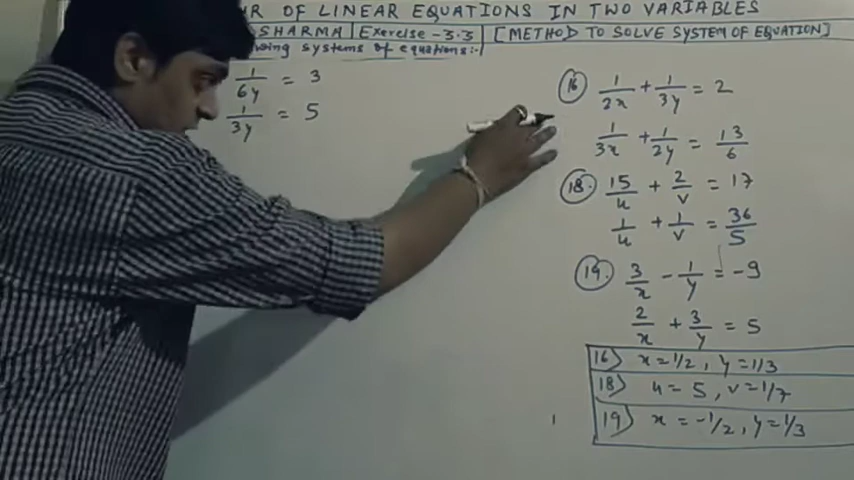 R OF LINEAR EQUATIONS IN TWO VARIABLES
SHARMA | Exercise-3.3 | [METHOD TO SOLVE SYSTEM OF EQUATION]
wing systems of equations:-
1/6y = 3
1/3y = 5
16 1/2x + 1/3y = 2
1/3x + 1/2y = 13/6
18. 15/u + 2/v = 17
1/u + 1/v = 36/5
19. 3/x - 1/y = -9
2/x + 3/y = 5
16) x=1/2, y=1/3
18) u= 5, v=1/7
19) x = -1/2, y=1/3